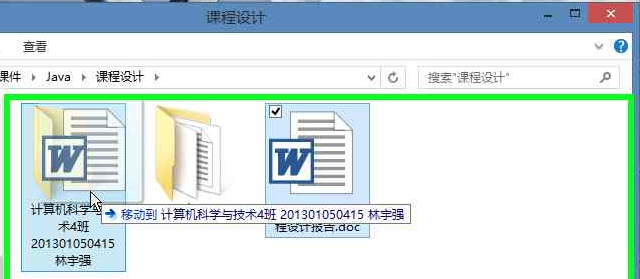 课程设计
查看
课件 Java 课程设计
搜索"课程设计"
计算机科学与技术4班 201301050415 林宇强
移动到 计算机科学与技术4班 201301050415 林宇强
程设计报告.doc